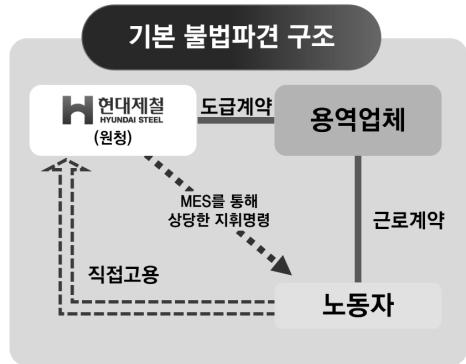 기본 불법파견 구조
현대제철
HYUNDAI STEEL
(원청)
도급계약
용역업체
MES를 통해
상당한 지휘명령
근로계약
직접고용
노동자